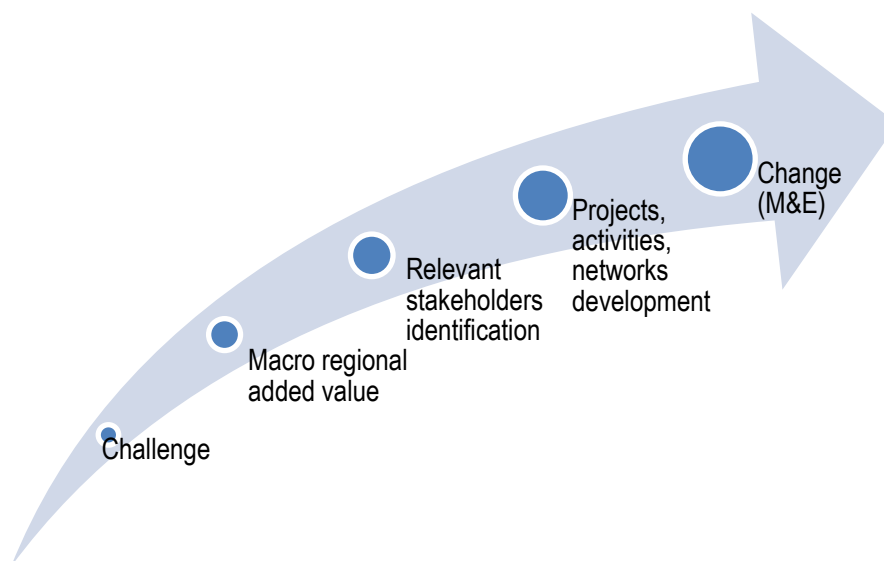 Challenge
Macro regional
added value
Relevant
stakeholders
identification
Projects,
activities,
networks
development
Change
(M&E)